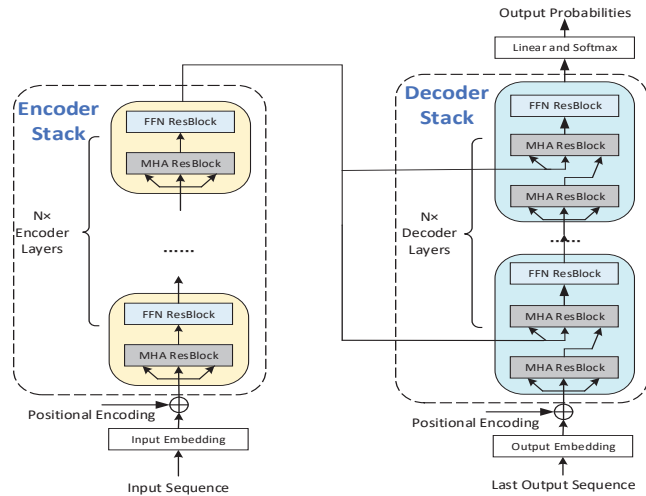 Output Probabilities
Linear and Softmax
Encoder
Stack
FFN ResBlock
MHA ResBlock
N×
Encoder
Layers
......
FFN ResBlock
MHA ResBlock
Positional Encoding
Input Embedding
Input Sequence
Decoder
Stack
FFN ResBlock
MHA ResBlock
MHA ResBlock
N×
Decoder
Layers
......
FFN ResBlock
MHA ResBlock
MHA ResBlock
Positional Encoding
Output Embedding
Last Output Sequence